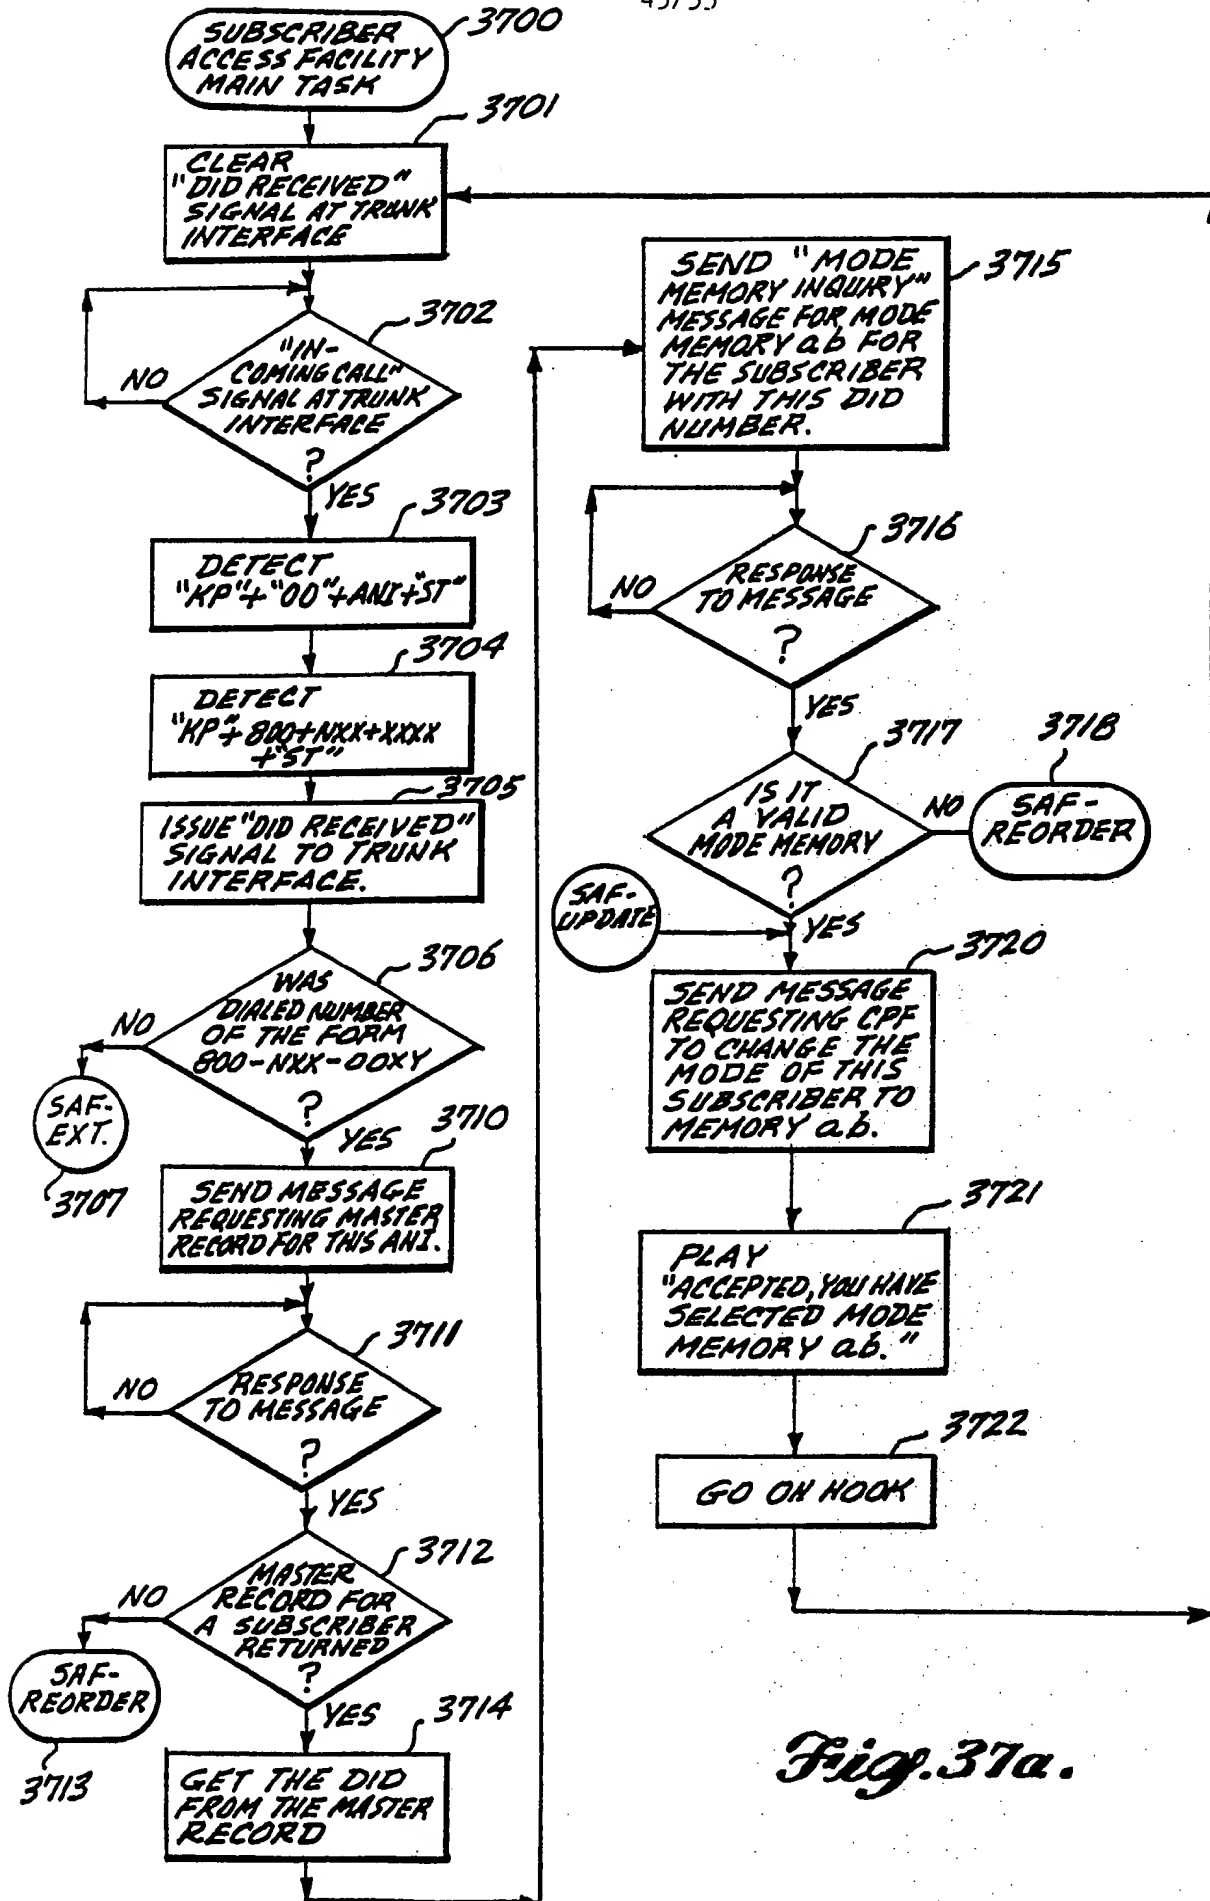 45/55
SUBSCRIBER
ACCESS FACILITY
MAIN TASK
3700
3701
CLEAR
"DID RECEIVED"
SIGNAL AT TRUNK
INTERFACE
3702
"IN-
COMING CALL"
SIGNAL AT TRUNK
INTERFACE
?
NO
YES
3703
DETECT
"KP"+"00"+ANI+"ST"
3704
DETECT
"KP"+800+NXX+XXXX
+"ST"
3705
ISSUE "DID RECEIVED"
SIGNAL TO TRUNK
INTERFACE.
3706
WAS
DIALED NUMBER
OF THE FORM
800-NXX-00XY
?
NO
SAF-
EXT.
3707
YES
3710
SEND MESSAGE
REQUESTING MASTER
RECORD FOR THIS ANI.
3711
RESPONSE
TO MESSAGE
?
NO
YES
3712
MASTER
RECORD FOR
A SUBSCRIBER
RETURNED
?
NO
SAF-
REORDER
3713
YES
3714
GET THE DID
FROM THE MASTER
RECORD
3715
SEND "MODE
MEMORY INQUIRY"
MESSAGE FOR MODE
MEMORY ab FOR
THE SUBSCRIBER
WITH THIS DID
NUMBER.
3716
RESPONSE
TO MESSAGE
?
NO
YES
3717
IS IT
A VALID
MODE MEMORY
?
NO
3718
SAF-
REORDER
SAF-
UPDATE
YES
3720
SEND MESSAGE
REQUESTING CPF
TO CHANGE THE
MODE OF THIS
SUBSCRIBER TO
MEMORY ab.
3721
PLAY
"ACCEPTED, YOU HAVE
SELECTED MODE
MEMORY ab."
3722
GO ON HOOK
Fig. 37a.